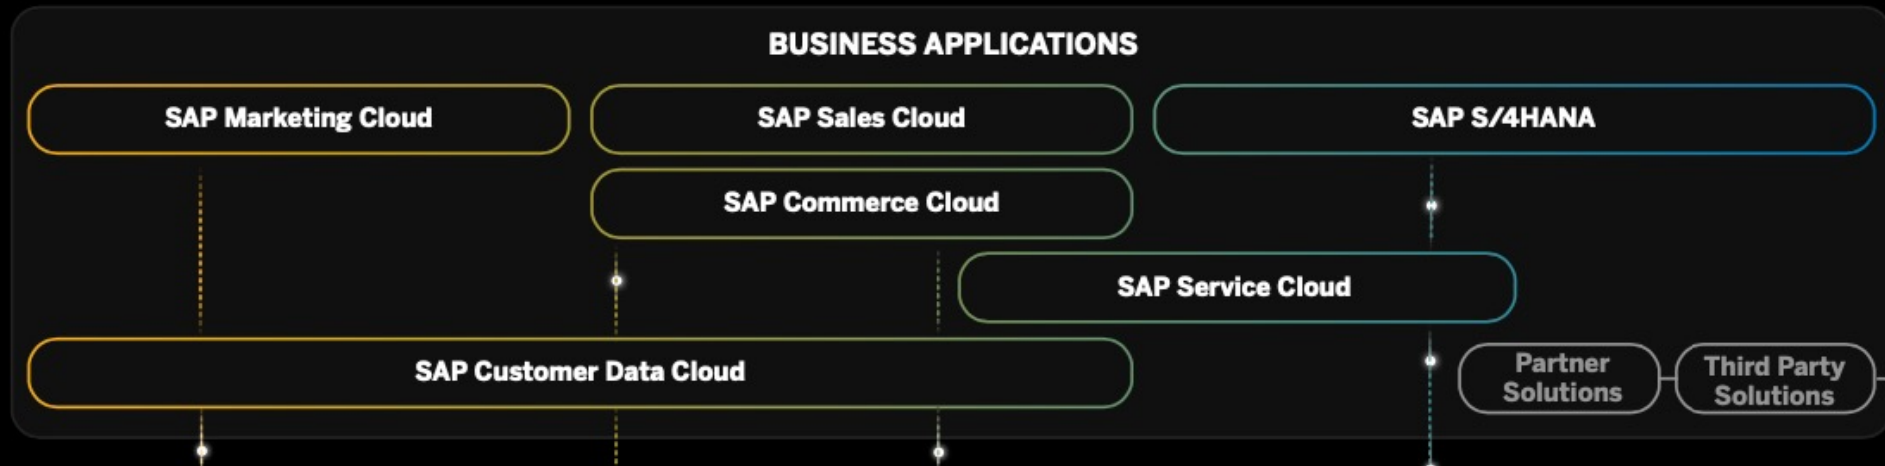 BUSINESS APPLICATIONS
SAP Marketing Cloud
SAP Sales Cloud
SAP S/4HANA
SAP Commerce Cloud
SAP Service Cloud
SAP Customer Data Cloud
Partner
Solutions
Third Party
Solutions